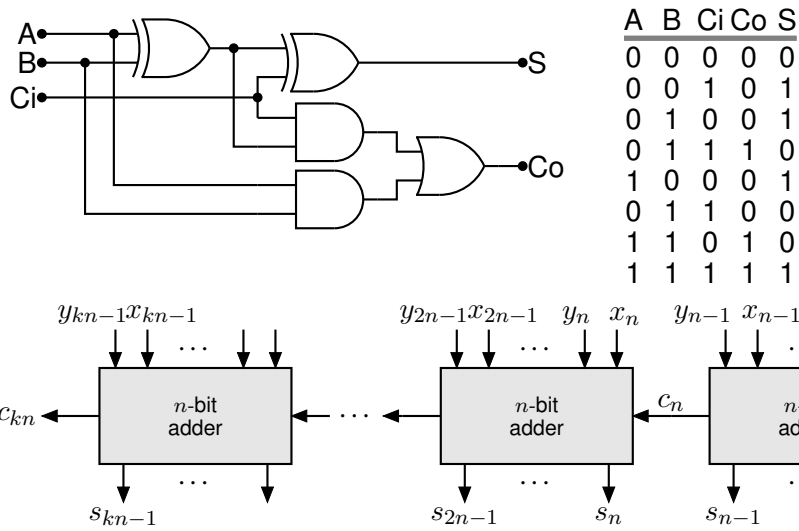 A
B
Ci
S
Co
A B Ci Co S
0 0 0 0 0
0 0 1 0 1
0 1 0 0 1
0 1 1 1 0
1 0 0 0 1
0 1 1 0 0
1 1 0 1 0
1 1 1 1 1
y_{kn−1} x_{kn−1} y_{2n−1} x_{2n−1} y_n x_n y_{n−1} x_{n−1}
... ...
n-bit
adder
n-bit
adder
c_{kn} ... c_n
... ...
s_{kn−1} s_{2n−1} s_n s_{n−1}